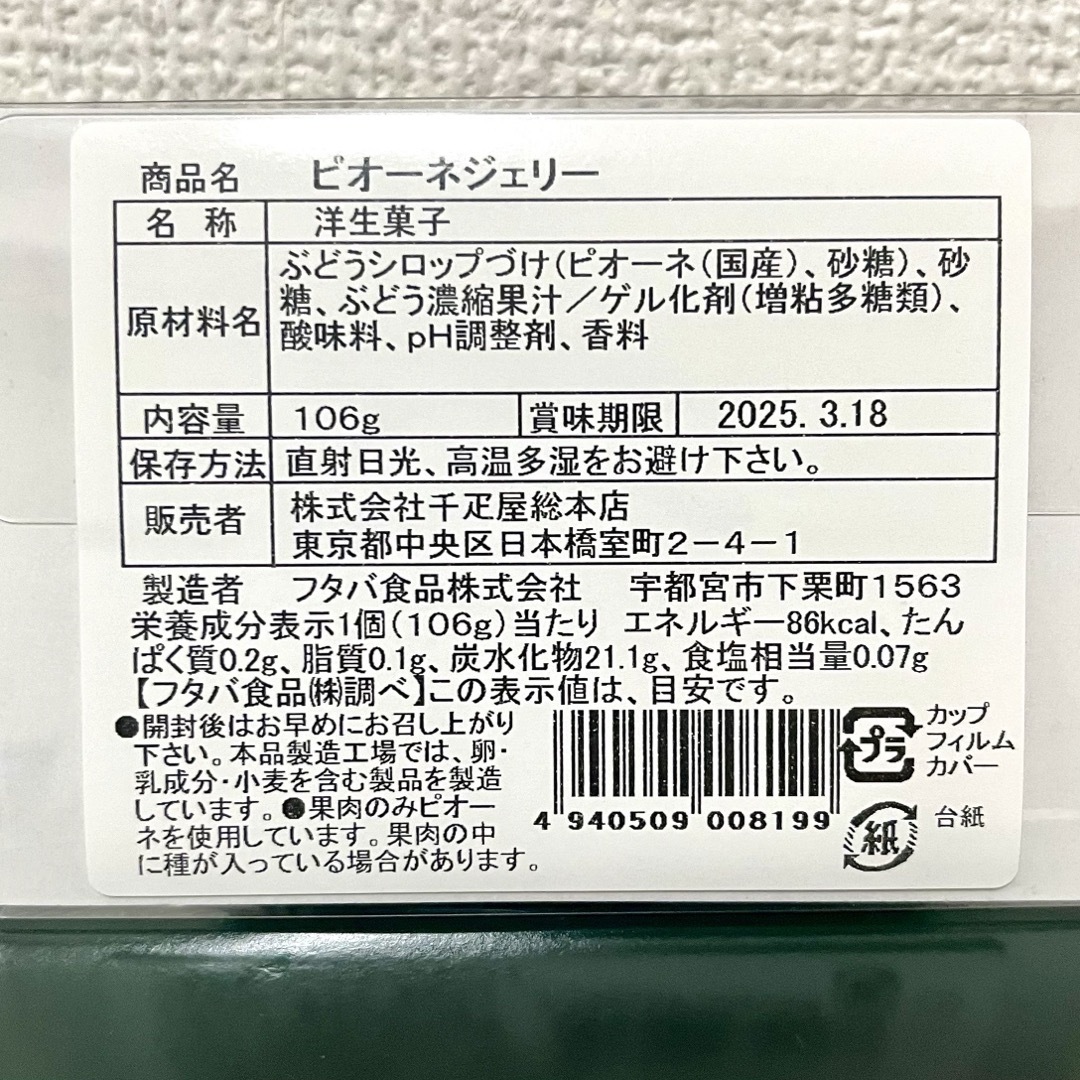 商品名 ピオーネジェリー
名 称 洋生菓子
原材料名 ぶどうシロップづけ(ピオーネ(国産)、砂糖)、砂
糖、ぶどう濃縮果汁/ゲル化剤(増粘多糖類)、
酸味料、pH調整剤、香料
内容量 106g 賞味期限 2025. 3.18
保存方法 直射日光、高温多湿をお避け下さい。
販売者 株式会社千疋屋総本店
東京都中央区日本橋室町2-4-1
製造者 フタバ食品株式会社 宇都宮市下栗町1563
栄養成分表示1個(106g)当たり エネルギー86kcal、たん
ぱく質0.2g、脂質0.1g、炭水化物21.1g、食塩相当量0.07g
【フタバ食品㈱調べ】この表示値は、目安です。
●開封後はお早めにお召し上がり
下さい。本品製造工場では、卵・
乳成分・小麦を含む製品を製造
しています。●果肉のみピオー
ネを使用しています。果肉の中
に種が入っている場合があります。
4 940509 008199
プラ
カップ
フィルム
カバー
紙
台紙